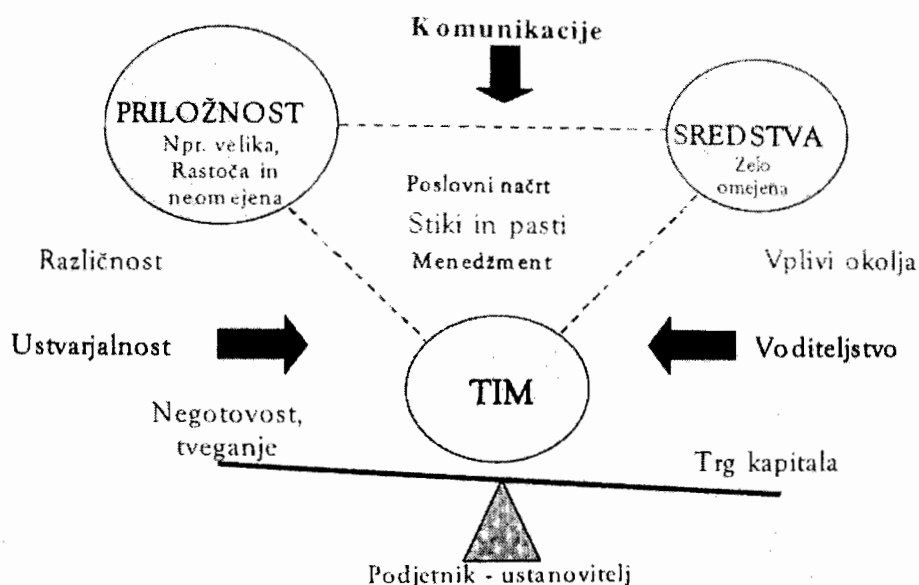 Komunikacije
PRILOŽNOST
Npr. velika,
Rastoča in
neomejena
SREDSTVA
Zelo
omejena
Poslovni načrt
Stiki in pasti
Menedžment
Različnost
Vplivi okolja
Ustvarjalnost
Voditeljstvo
TIM
Negotovost,
tveganje
Trg kapitala
Podjetnik - ustanovitelj